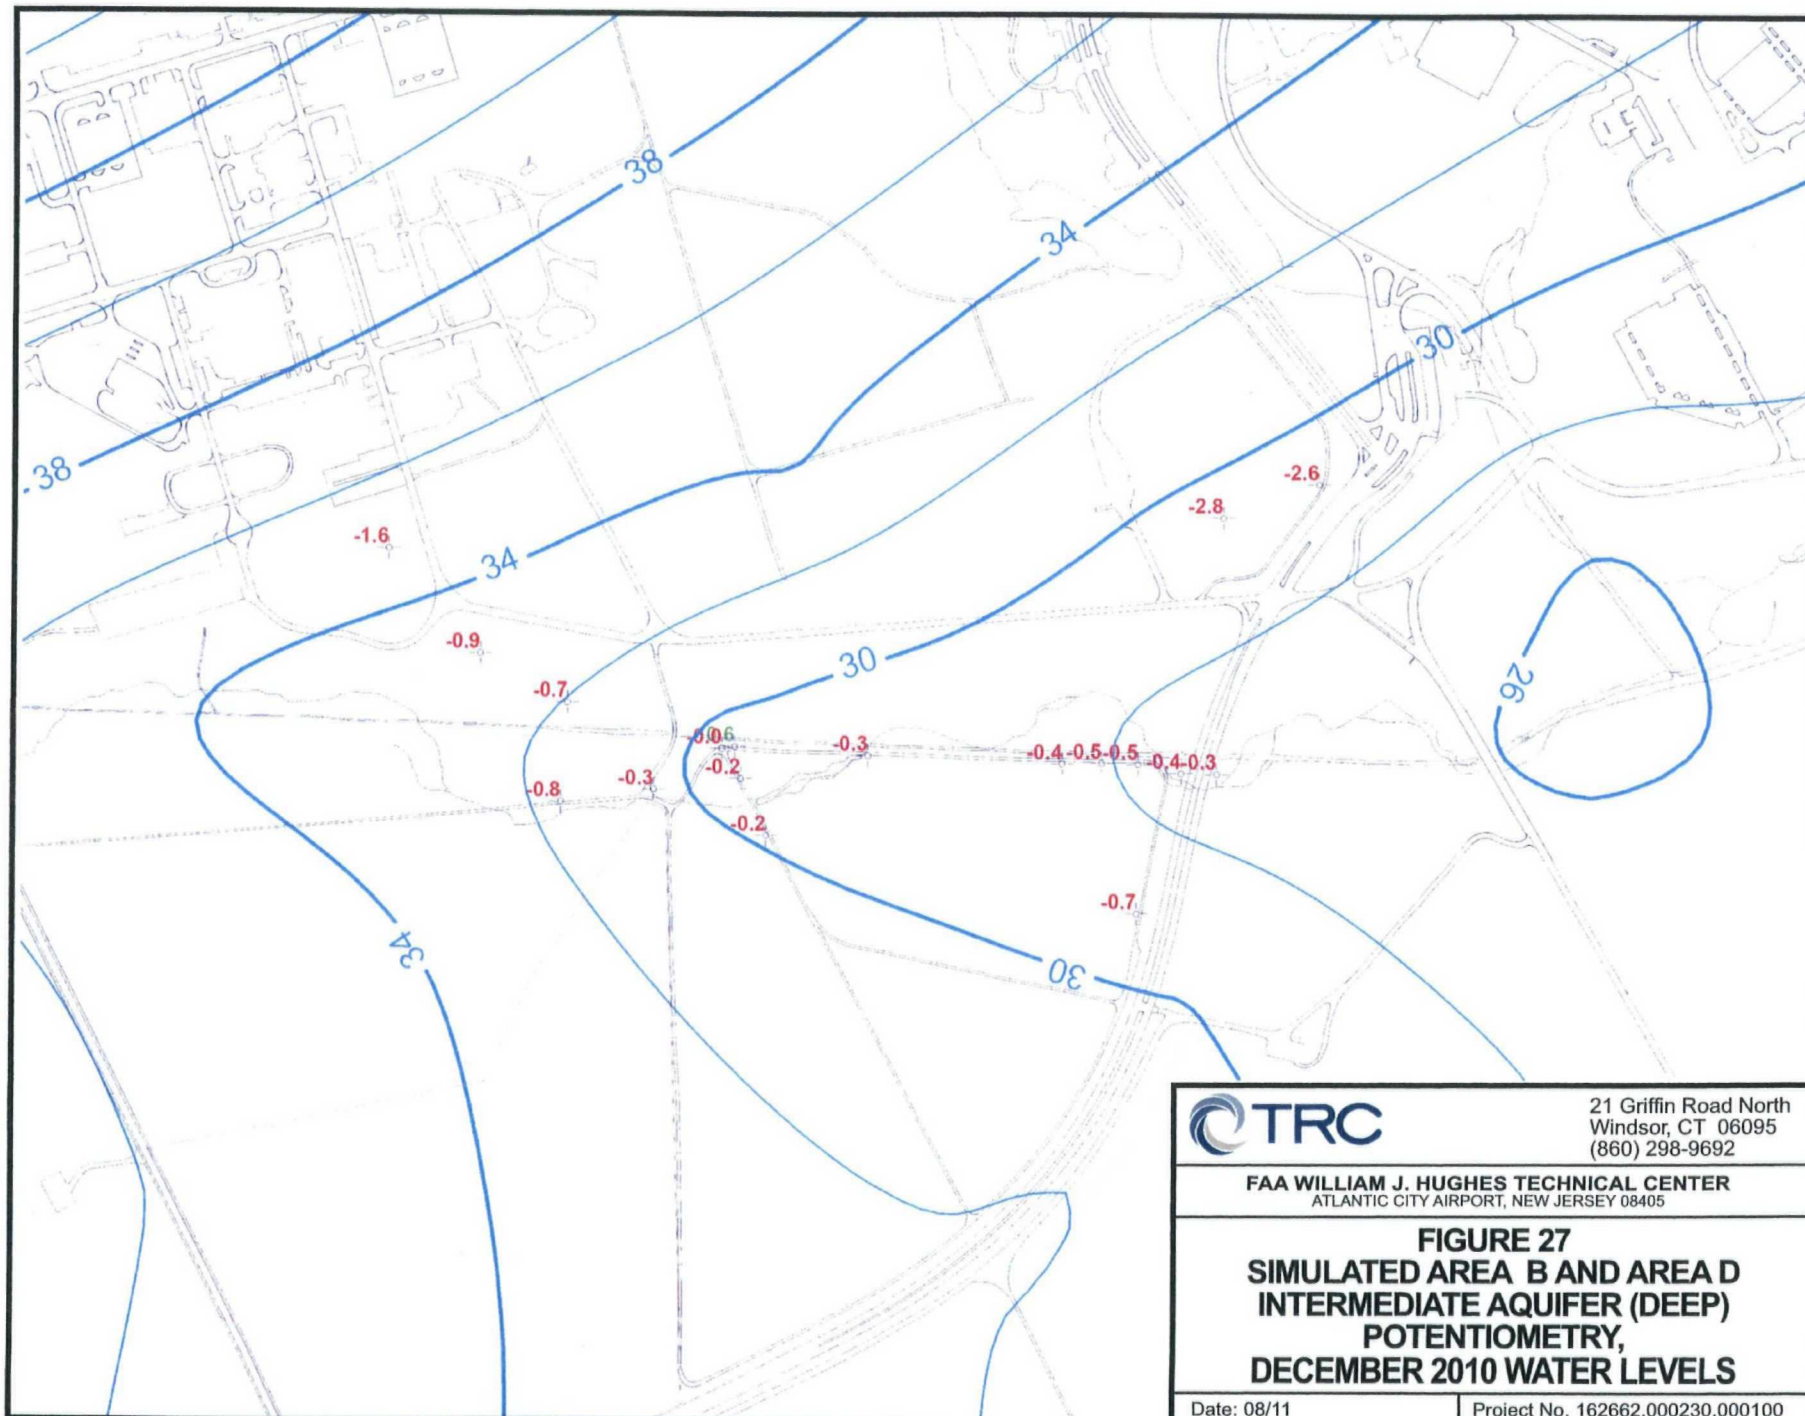 38
34
30
-2.6
-2.8
38
-1.6
34
-0.9
30
26
-0.7
-0.3
-0.4
-0.5
-0.5
-0.2
-0.4
-0.3
-0.8
-0.3
-0.2
-0.7
34
30
TRC
21 Griffin Road North
Windsor, CT 06095
(860) 298-9692
FAA WILLIAM J. HUGHES TECHNICAL CENTER
ATLANTIC CITY AIRPORT, NEW JERSEY 08405
FIGURE 27
SIMULATED AREA B AND AREA D
INTERMEDIATE AQUIFER (DEEP)
POTENTIOMETRY,
DECEMBER 2010 WATER LEVELS
Date: 08/11
Project No. 162662.000230.000100